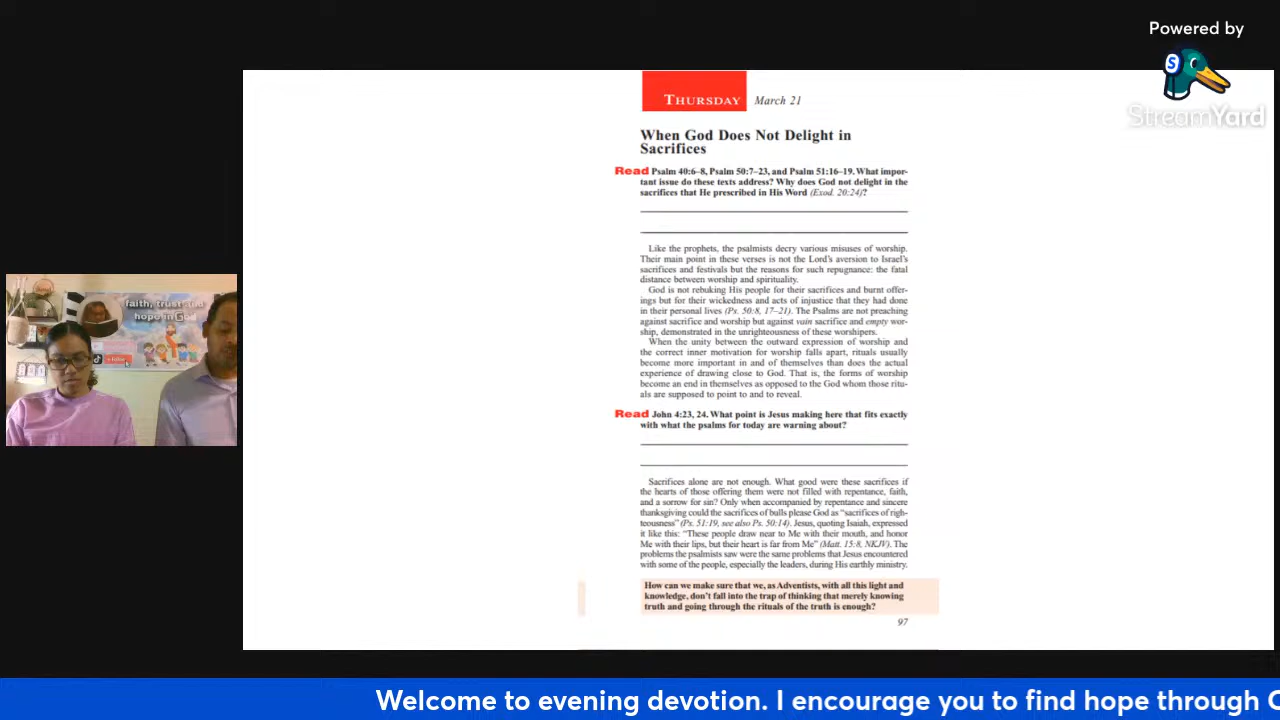 Powered by
StreamYard
THURSDAY March 21
When God Does Not Delight in
Sacrifices
Read Psalm 40:6–8, Psalm 50:7–23, and Psalm 51:16–19. What impor-
tant issue do these texts address? Why does God not delight in the
sacrifices that He prescribed in His Word (Exod. 20:24)?
Like the prophets, the psalmists decry various misuses of worship.
Their main point in these verses is not the Lord's aversion to Israel's
sacrifices and festivals but the reasons for such repugnance: the fatal
distance between worship and spirituality.
God is not rebuking His people for their sacrifices and burnt offer-
ings but for their wickedness and acts of injustice that they had done
in their personal lives (Ps. 50:8, 17–21). The Psalms are not preaching
against sacrifice and worship but against vain sacrifice and empty wor-
ship, demonstrated in the unrighteousness of these worshipers.
When the unity between the outward expression of worship and
the correct inner motivation for worship falls apart, rituals usually
become more important in and of themselves than does the actual
experience of drawing close to God. That is, the forms of worship
become an end in themselves as opposed to the God whom those ritu-
als are supposed to point to and to reveal.
Read John 4:23, 24. What point is Jesus making here that fits exactly
with what the psalms for today are warning about?
Sacrifices alone are not enough. What good were these sacrifices if
the hearts of those offering them were not filled with repentance, faith,
and a sorrow for sin? Only when accompanied by repentance and sincere
thanksgiving could the sacrifices of bulls please God as "sacrifices of righ-
teousness" (Ps. 51:19, see also Ps. 50:14). Jesus, quoting Isaiah, expressed
it like this: "These people draw near to Me with their mouth, and honor
Me with their lips, but their heart is far from Me" (Matt. 15:8, NKJV). The
problems the psalmists saw were the same problems that Jesus encountered
with some of the people, especially the leaders, during His earthly ministry.
How can we make sure that we, as Adventists, with all this light and
knowledge, don't fall into the trap of thinking that merely knowing
truth and going through the rituals of the truth is enough?
97
faith, trust and
hope in God
Welcome to evening devotion. I encourage you to find hope through